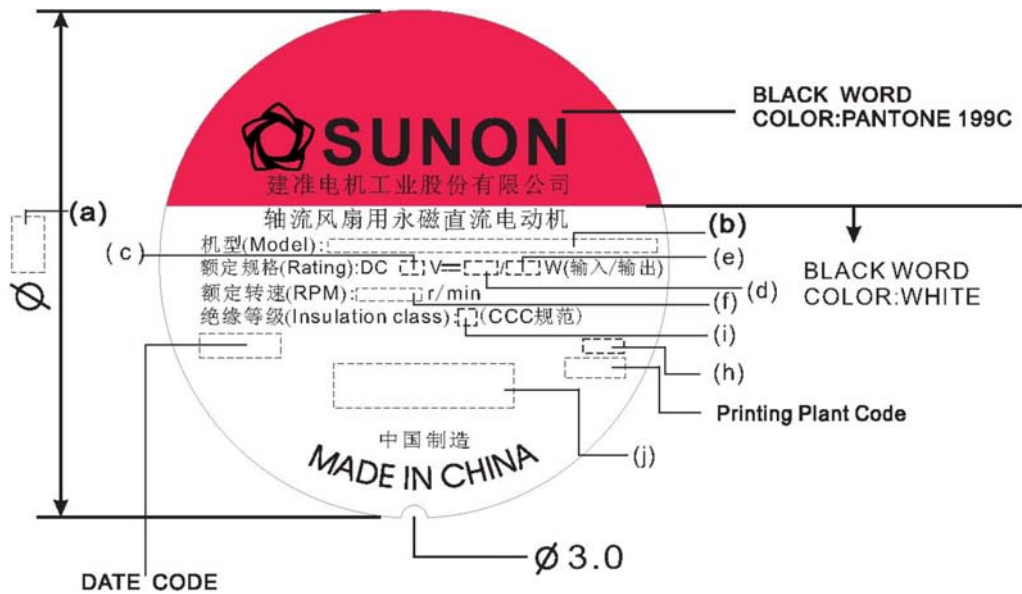 BLACK WORD
COLOR:PANTONE 199C
SUNON
建准电机工业股份有限公司
(a)
轴流风扇用永磁直流电动机
(b)
(c)
机型(Model):
(e)
额定规格(Rating):DC V⎓ / W(输入/输出)
(d)
BLACK WORD
COLOR:WHITE
额定转速(RPM): r/min
(f)
绝缘等级(Insulation class): (CCC规范)
(i)
(h)
Printing Plant Code
(j)
中国制造
MADE IN CHINA
Ø
Ø3.0
DATE CODE